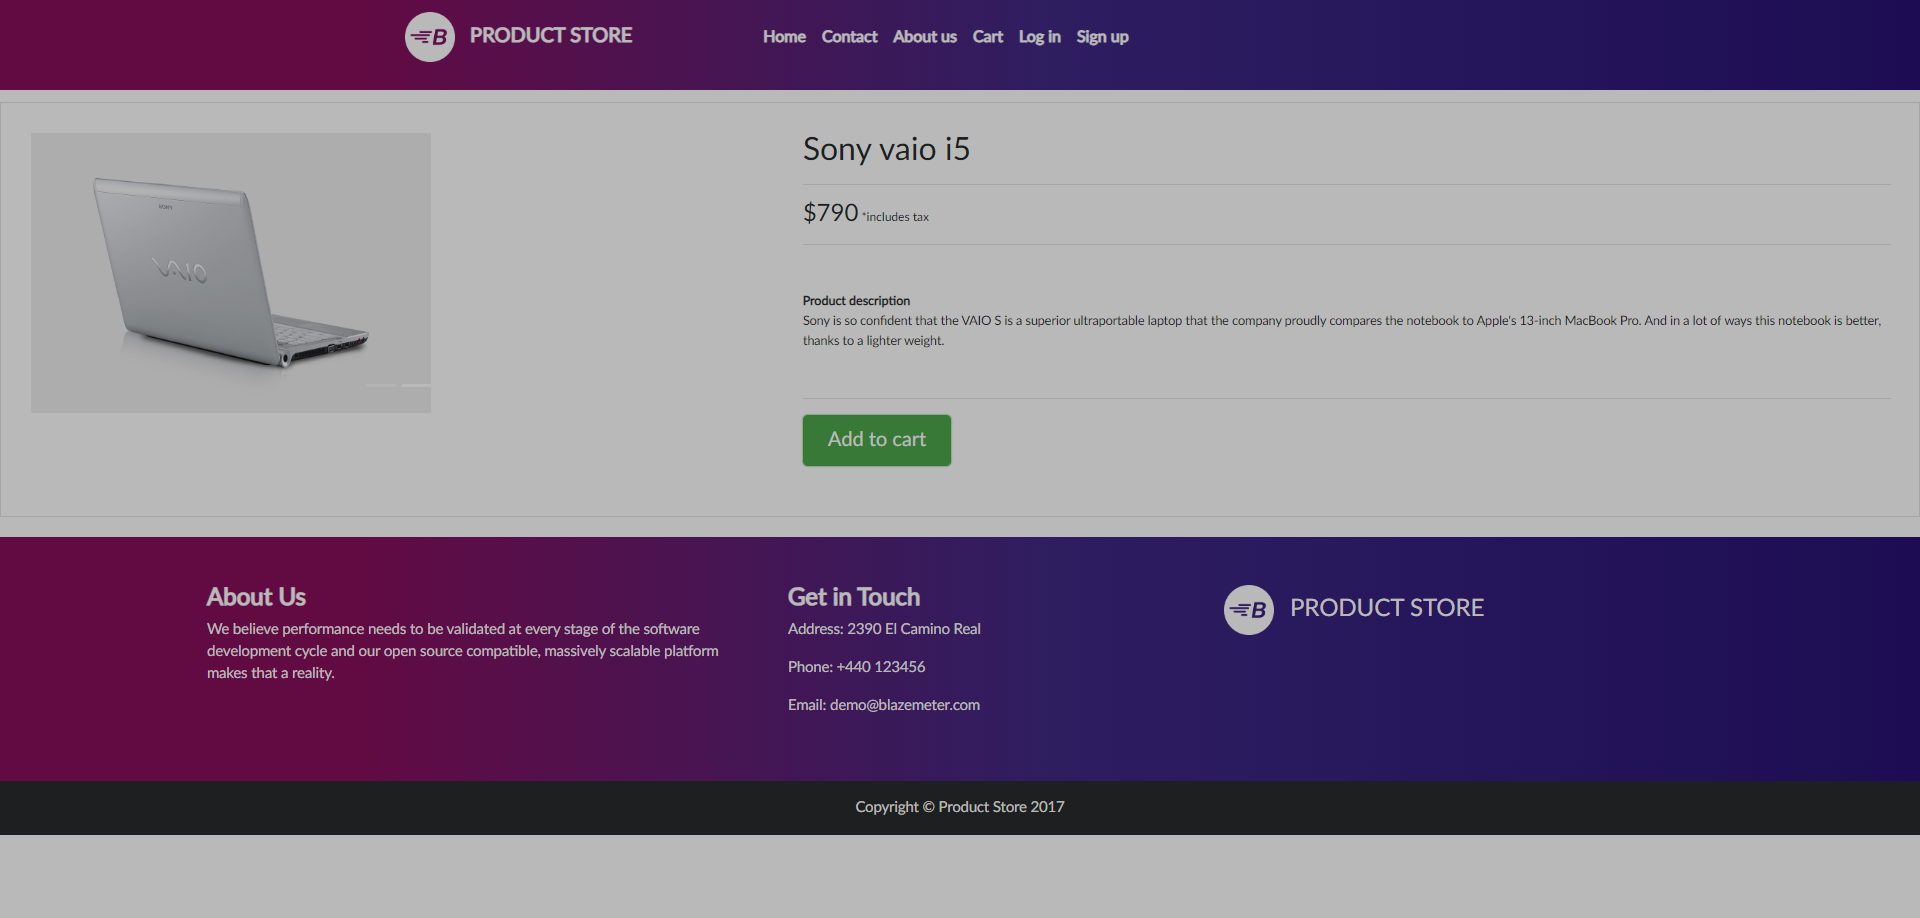 B PRODUCT STORE
Home Contact About us Cart Log in Sign up
SONY
VAIO
Sony vaio i5
$790 *includes tax
Product description
Sony is so confident that the VAIO S is a superior ultraportable laptop that the company proudly compares the notebook to Apple's 13-inch MacBook Pro. And in a lot of ways this notebook is better,
thanks to a lighter weight.
Add to cart
About Us
We believe performance needs to be validated at every stage of the software
development cycle and our open source compatible, massively scalable platform
makes that a reality.
Get in Touch
Address: 2390 El Camino Real
Phone: +440 123456
Email: demo@blazemeter.com
B PRODUCT STORE
Copyright © Product Store 2017